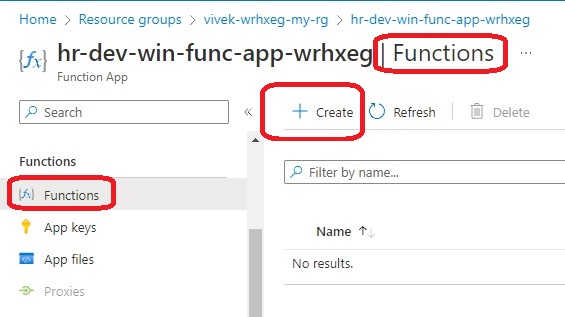 Home > Resource groups > vivek-wrhxeg-my-rg > hr-dev-win-func-app-wrhxeg
{fx} hr-dev-win-func-app-wrhxeg | Functions ...
Function App
Search «
+ Create Refresh Delete
Functions
{fx} Functions
App keys
App files
Proxies
Filter by name...
Name ↑↓
No results.